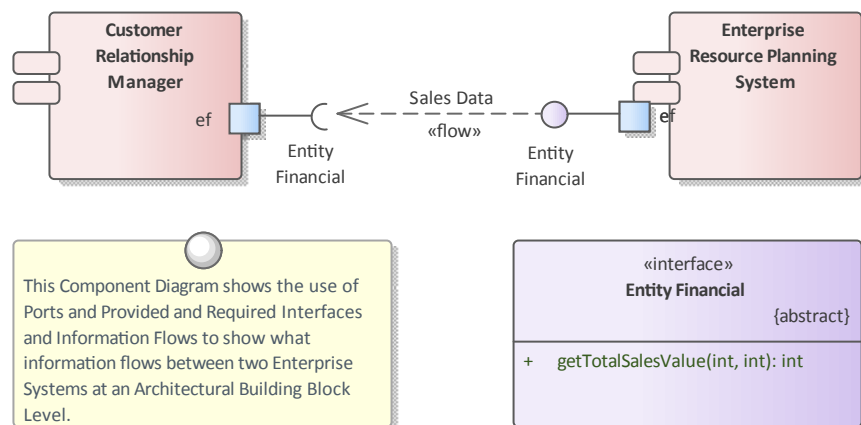 Customer
Relationship
Manager
ef
Entity
Financial
Sales Data
«flow»
Entity
Financial
Enterprise
Resource Planning
System
ef
This Component Diagram shows the use of
Ports and Provided and Required Interfaces
and Information Flows to show what
information flows between two Enterprise
Systems at an Architectural Building Block
Level.
«interface»
Entity Financial
{abstract}
+ getTotalSalesValue(int, int): int